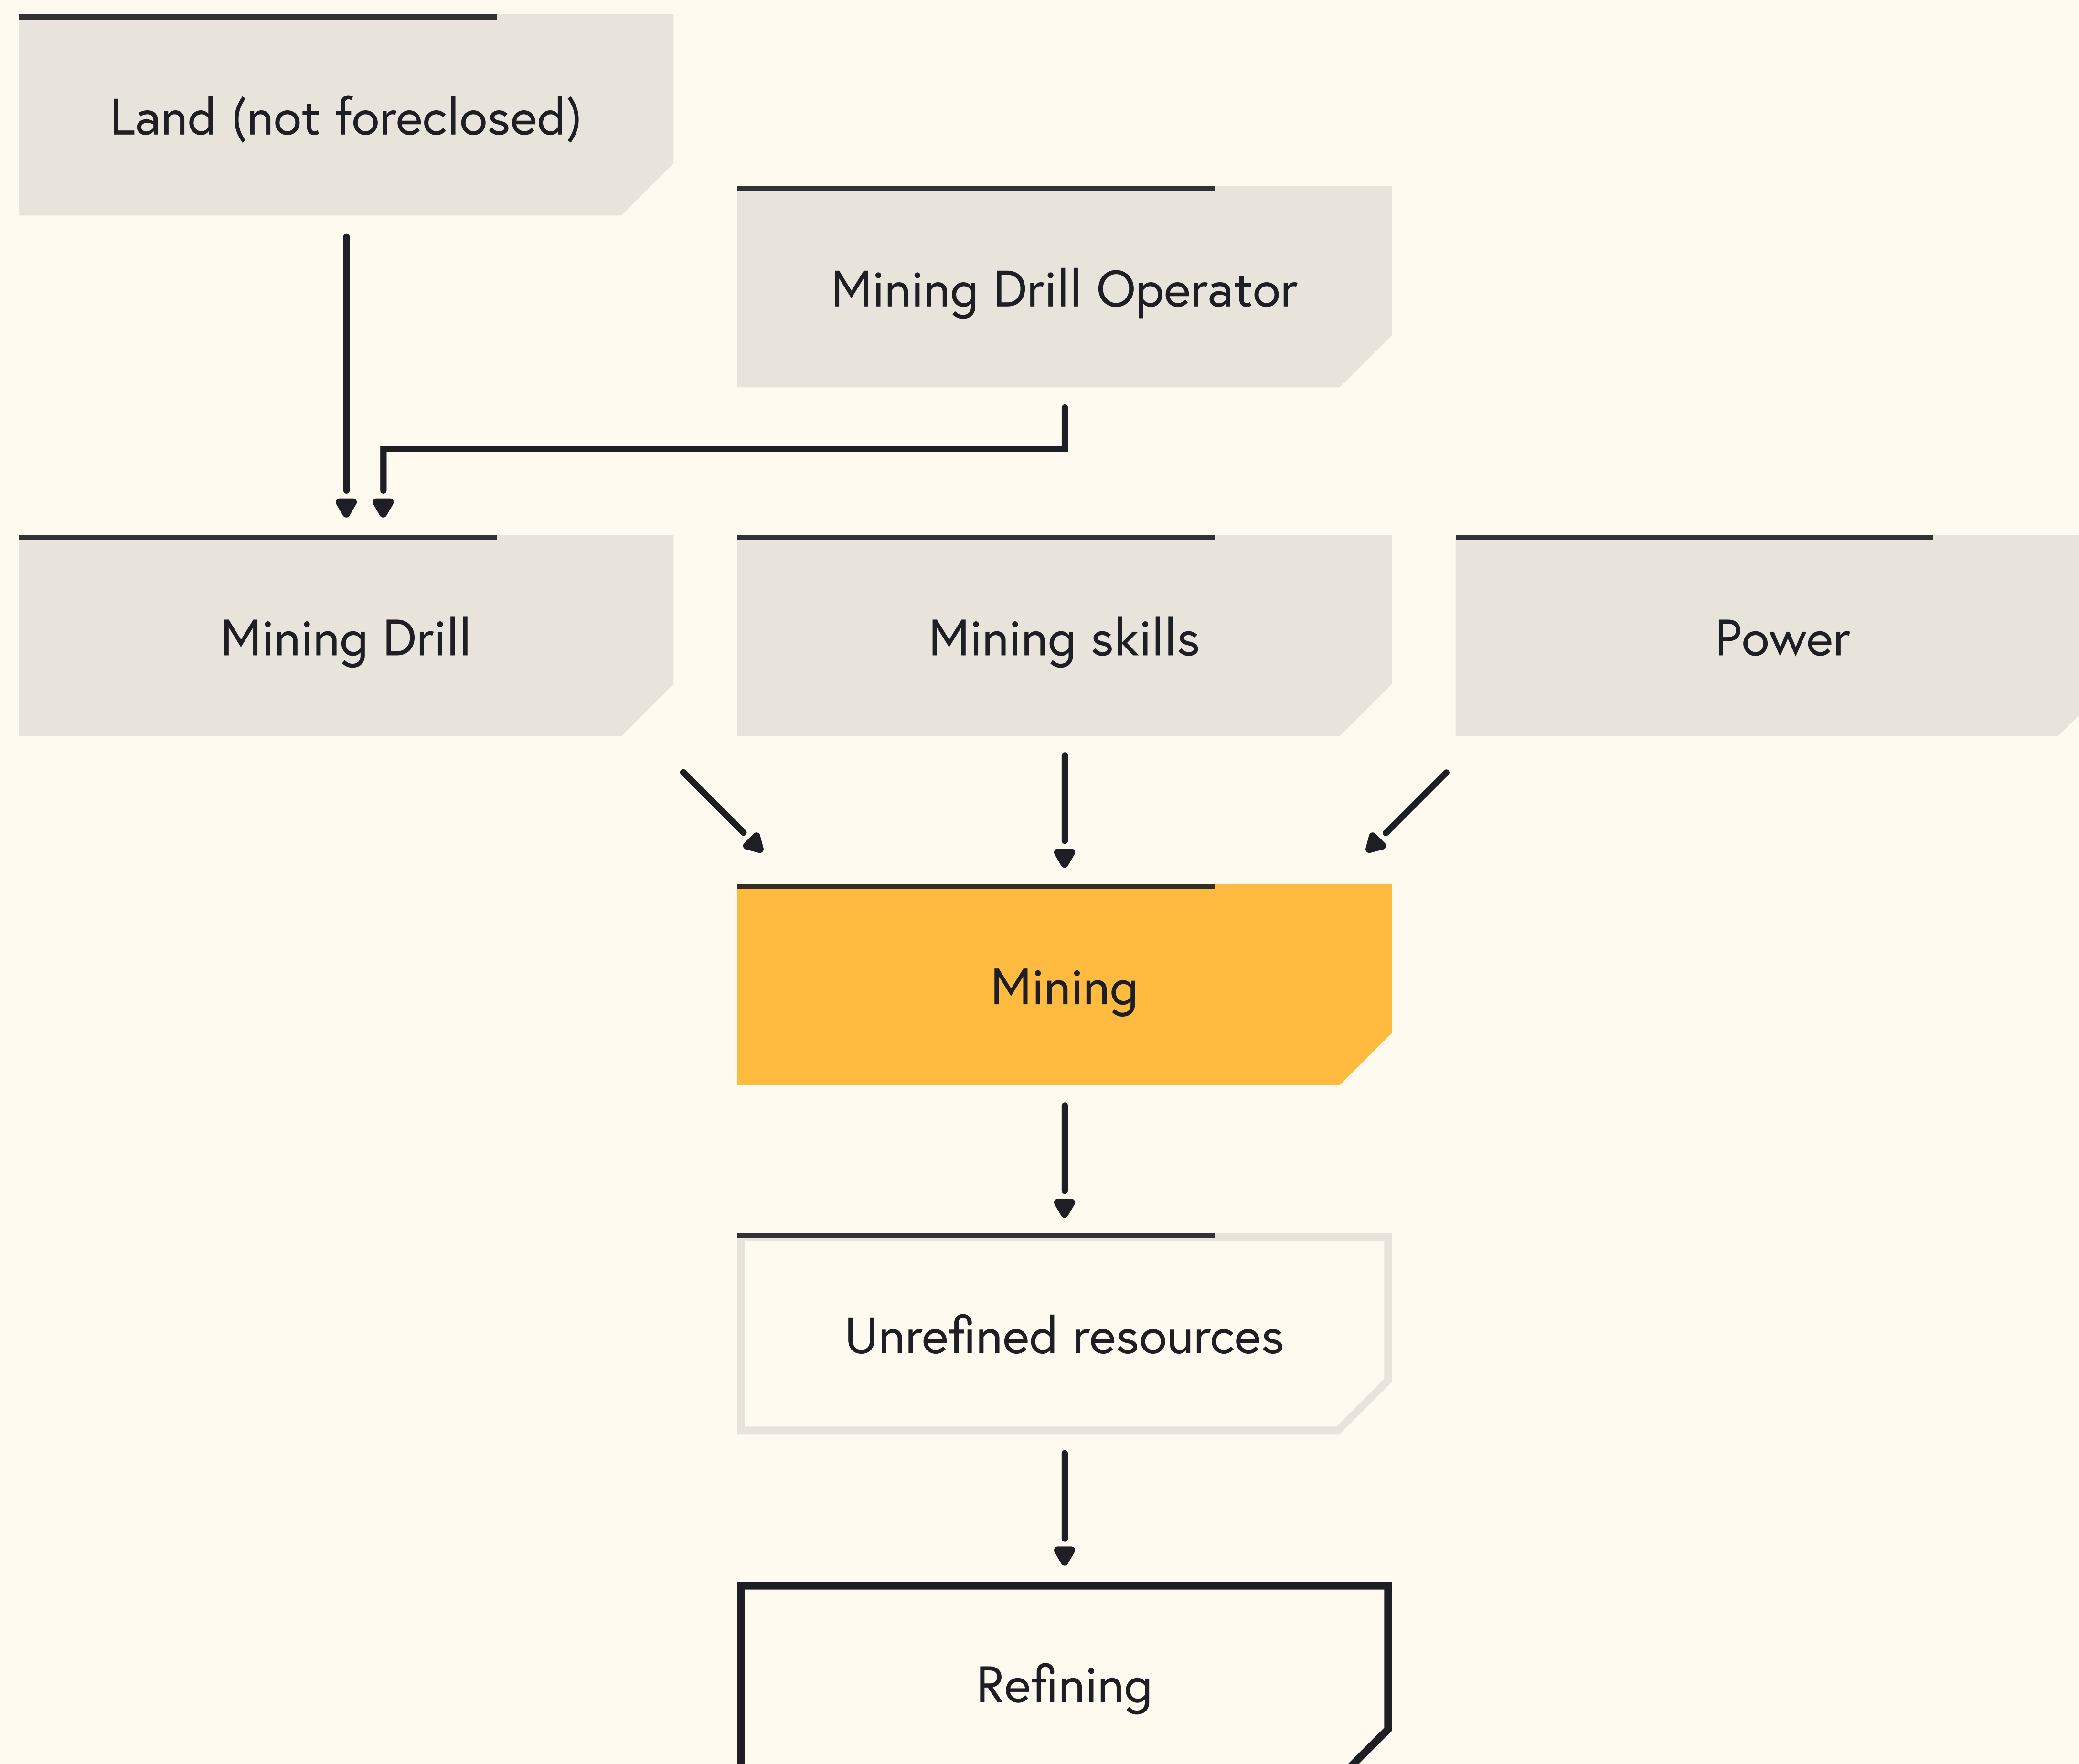 Land (not foreclosed)
Mining Drill Operator
Mining Drill
Mining skills
Power
Mining
Unrefined resources
Refining